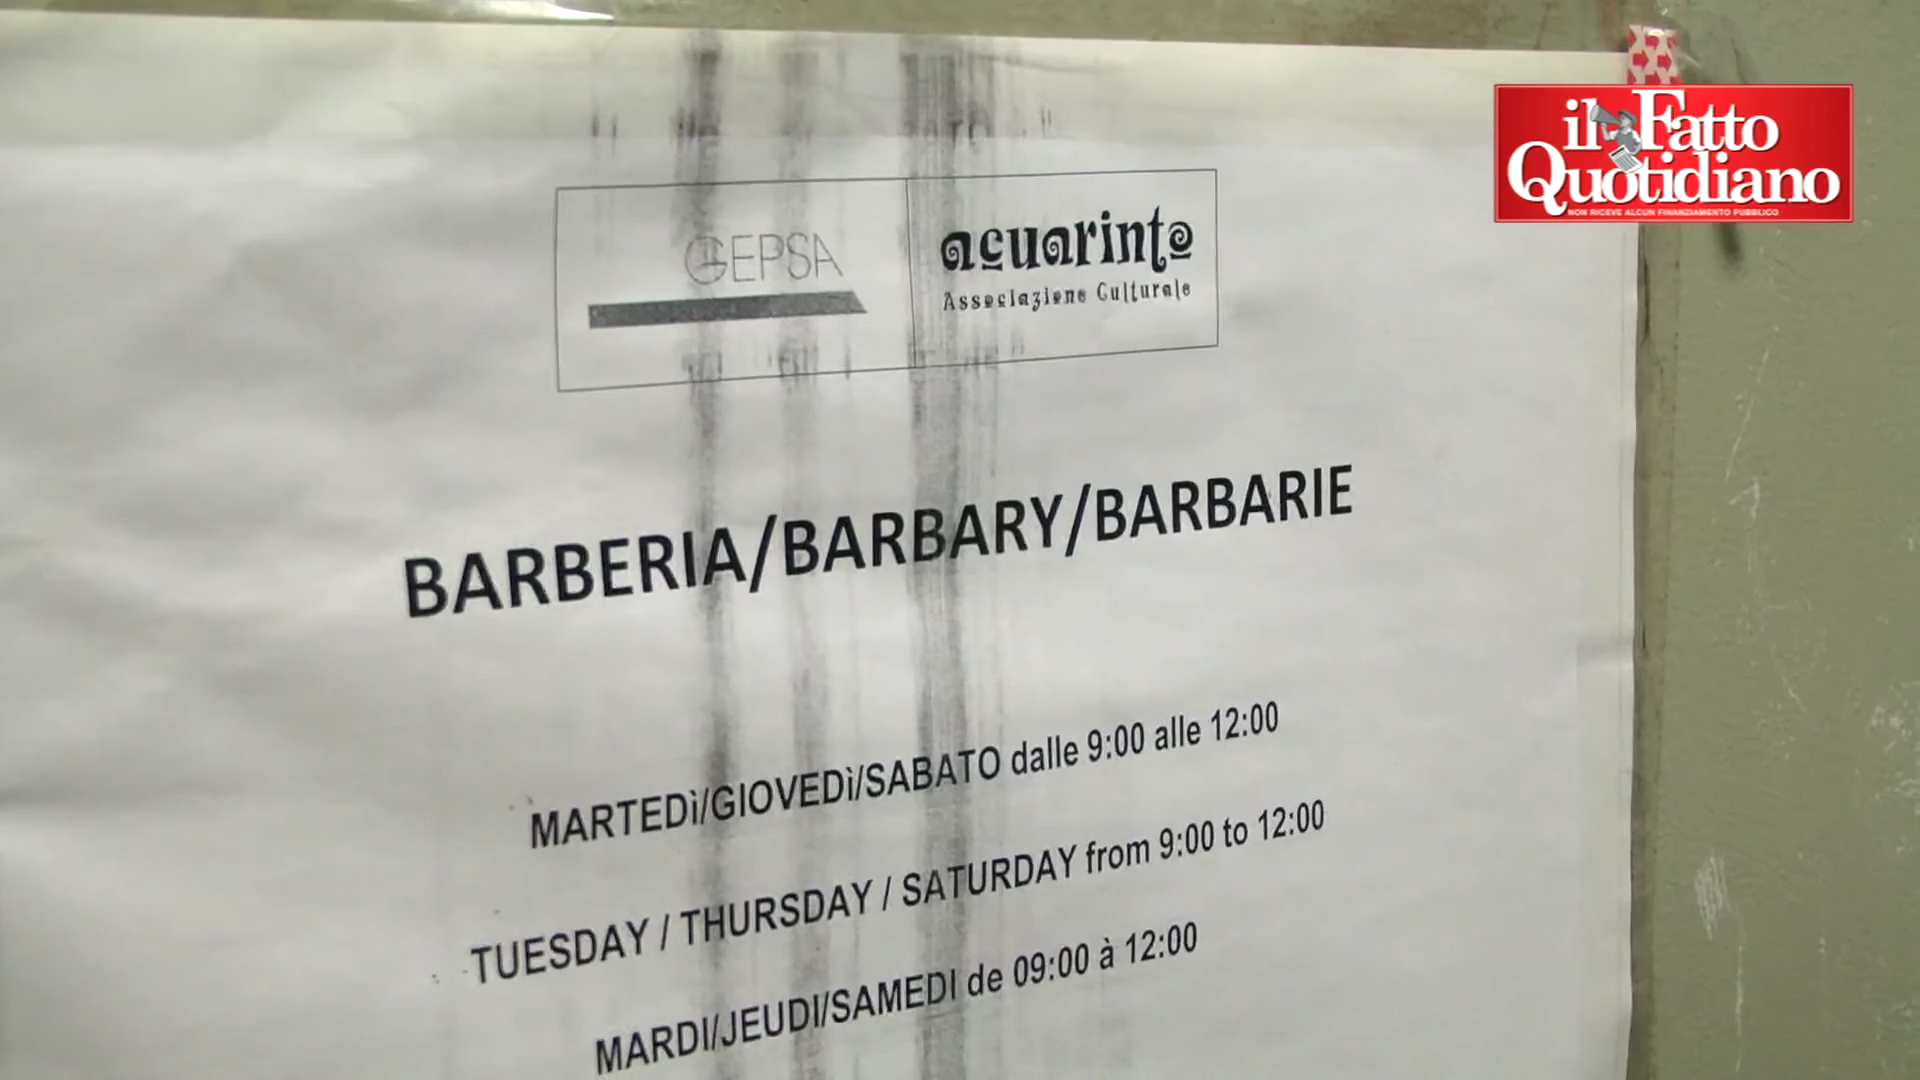 il Fatto
Quotidiano
NON RICEVE ALCUN FINANZIAMENTO PUBBLICO
GEPSA
acuarinto
Associazione Culturale
BARBERIA/BARBARY/BARBARIE
MARTEDì/GIOVEDì/SABATO dalle 9:00 alle 12:00
TUESDAY / THURSDAY / SATURDAY from 9:00 to 12:00
MARDI/JEUDI/SAMEDI de 09:00 à 12:00